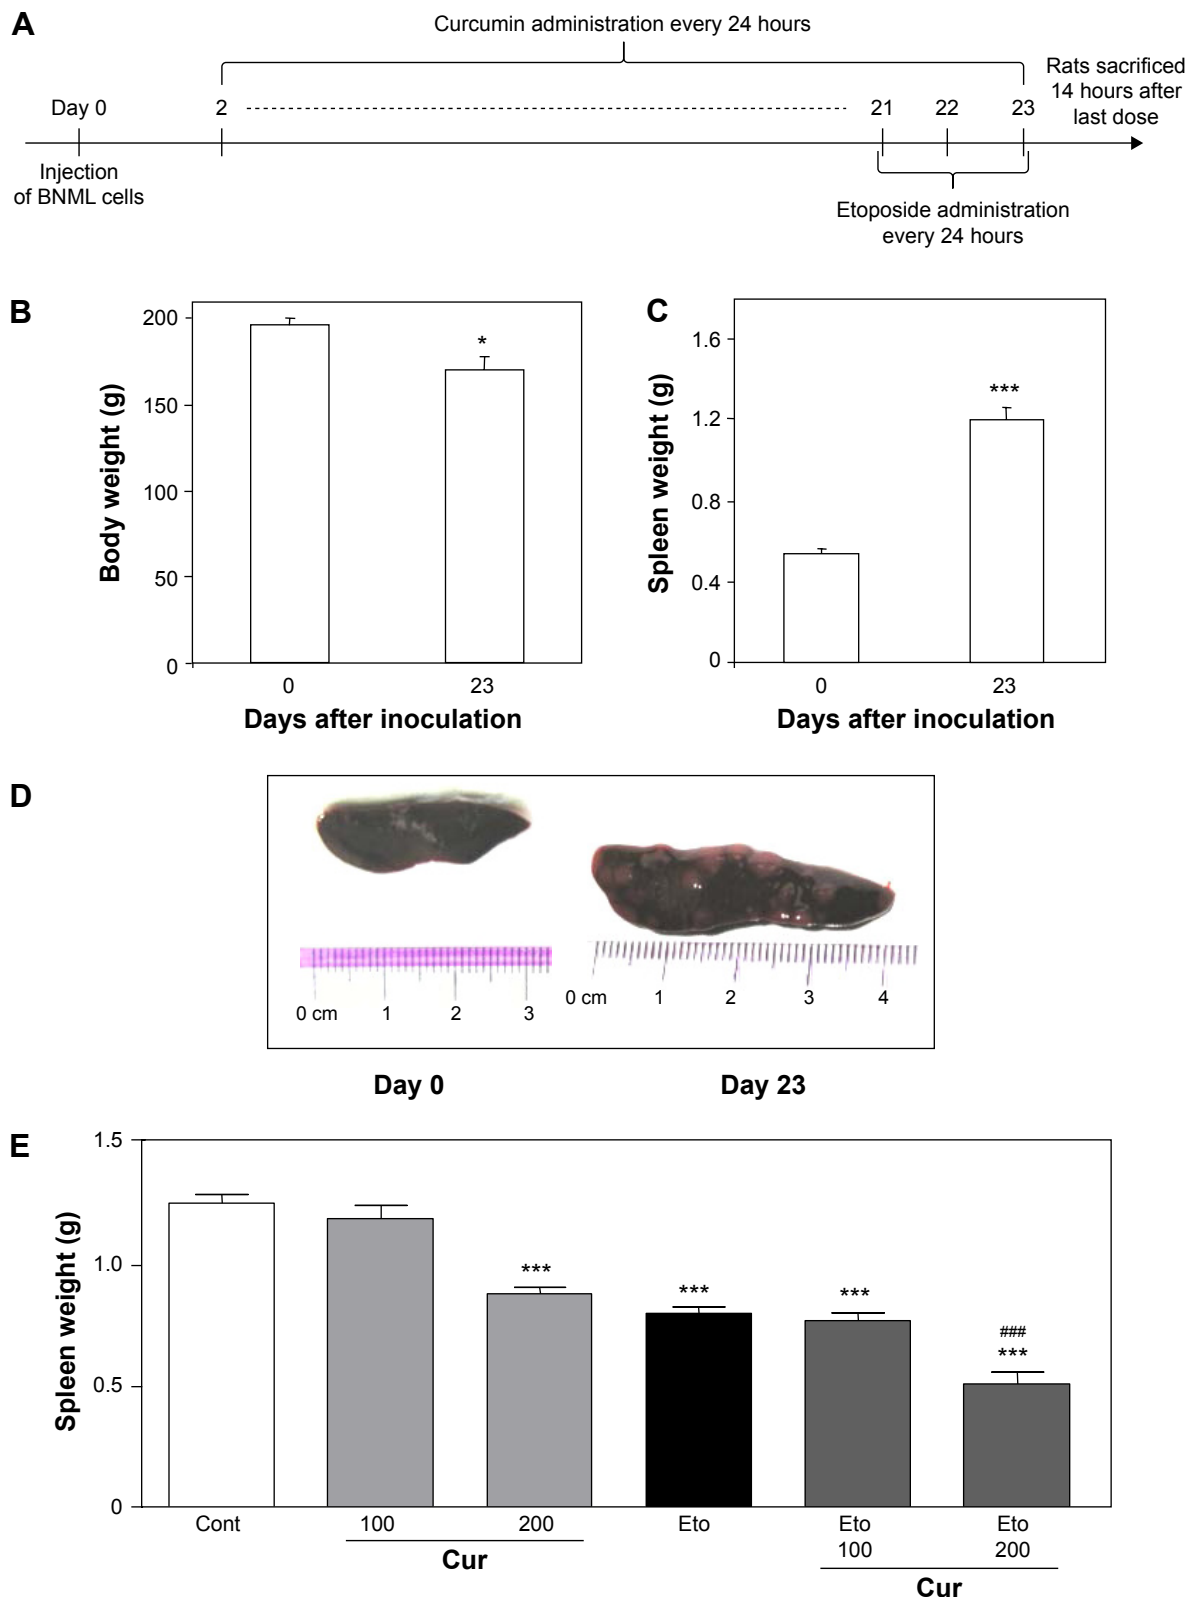 A
Curcumin administration every 24 hours
Rats sacrificed
14 hours after
last dose
Day 0
2
21
22
23
Injection
of BNML cells
Etoposide administration
every 24 hours
B
Body weight (g)
200
150
100
50
0
*
0
23
Days after inoculation
C
Spleen weight (g)
1.6
1.2
0.8
0.4
0
***
0
23
Days after inoculation
D
0 cm
1
2
3
0 cm
1
2
3
4
Day 0
Day 23
E
Spleen weight (g)
1.5
1.0
0.5
0
***
***
***
###
***
Cont
100
200
Cur
Eto
Eto
100
Eto
200
Cur